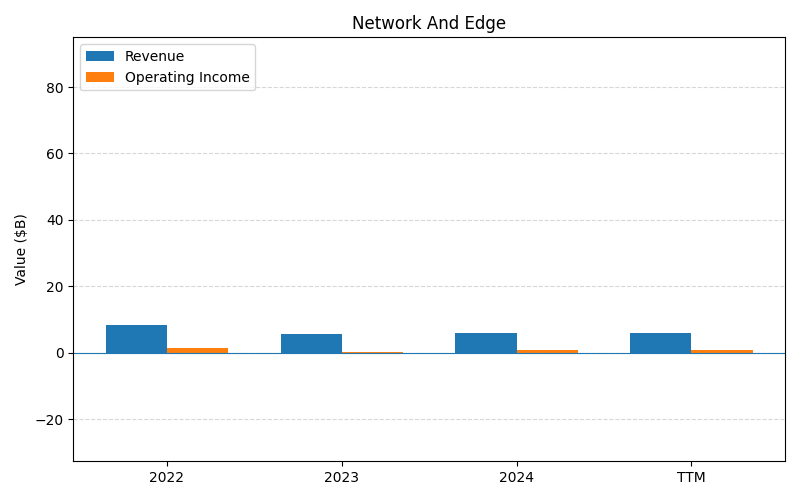 Network And Edge
Revenue
Operating Income
Value ($B)
80
60
40
20
0
−20
2022
2023
2024
TTM